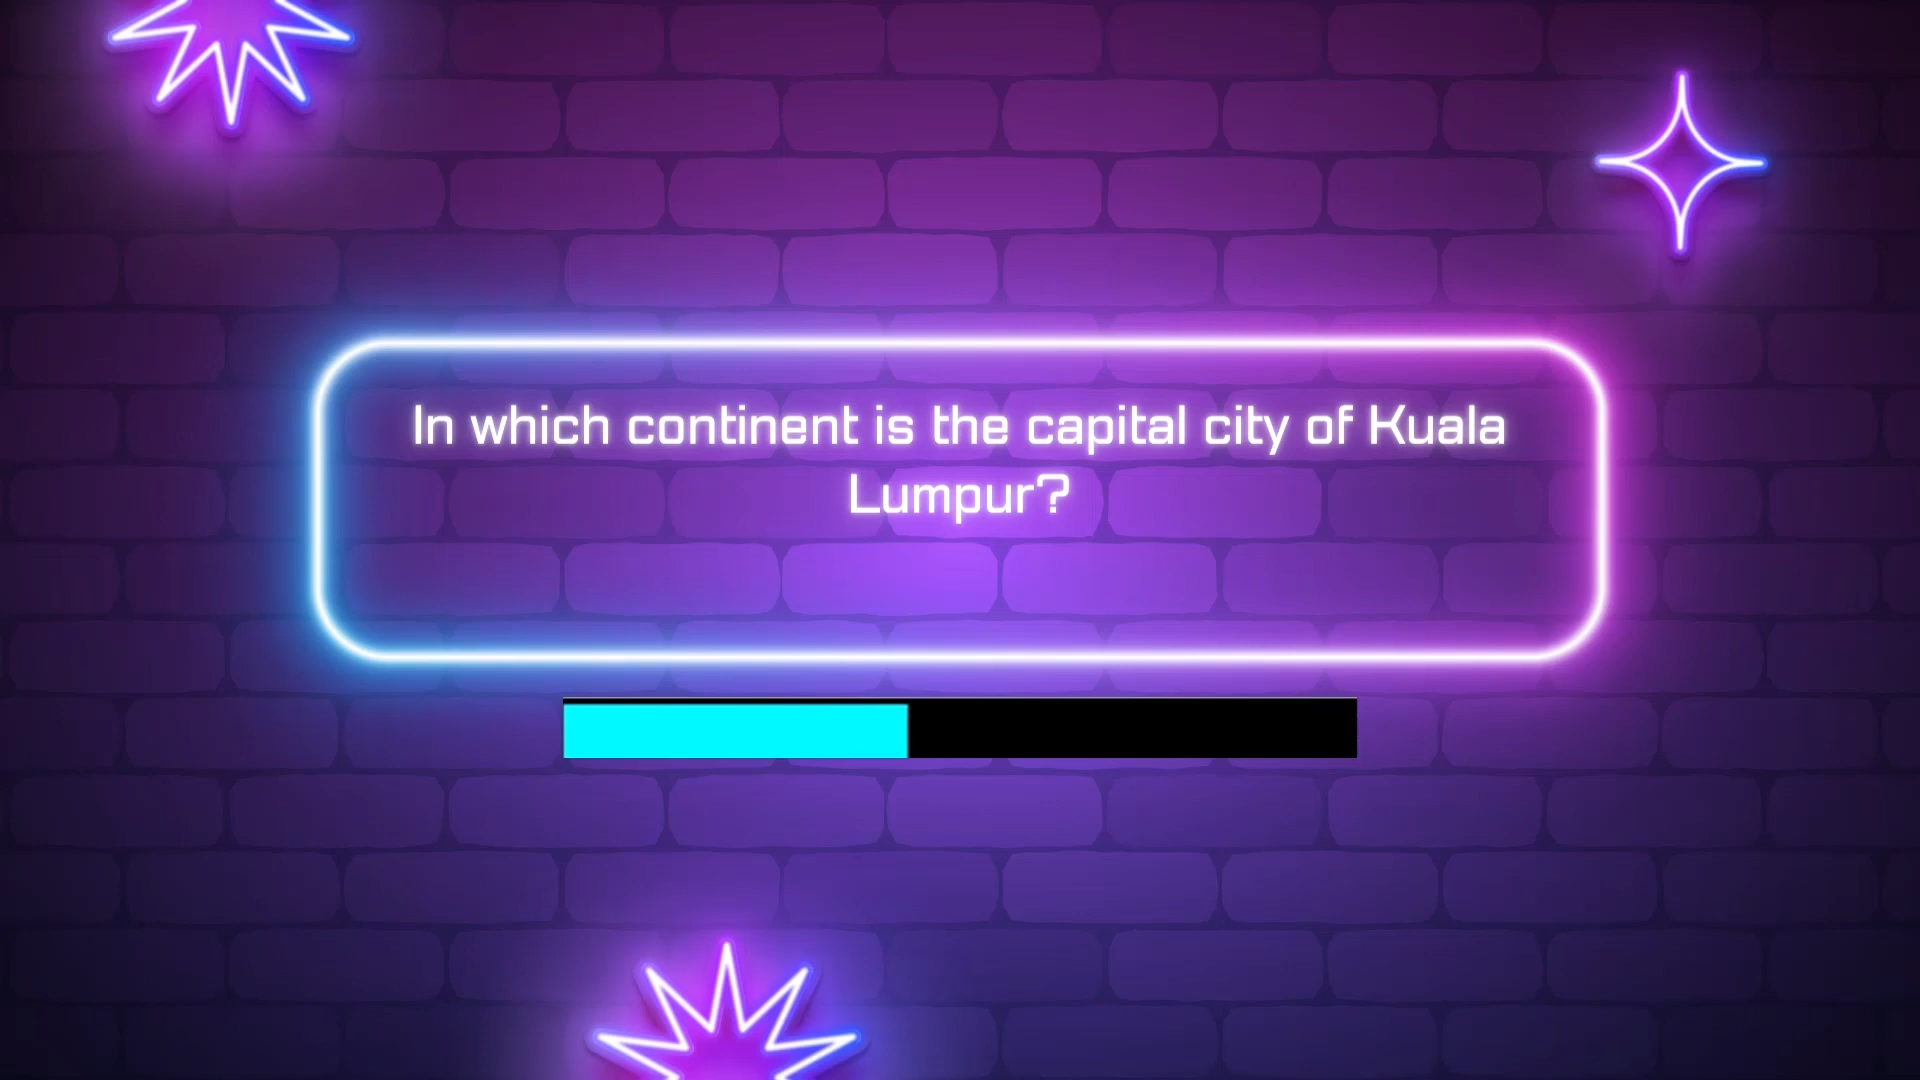 In which continent is the capital city of Kuala
Lumpur?